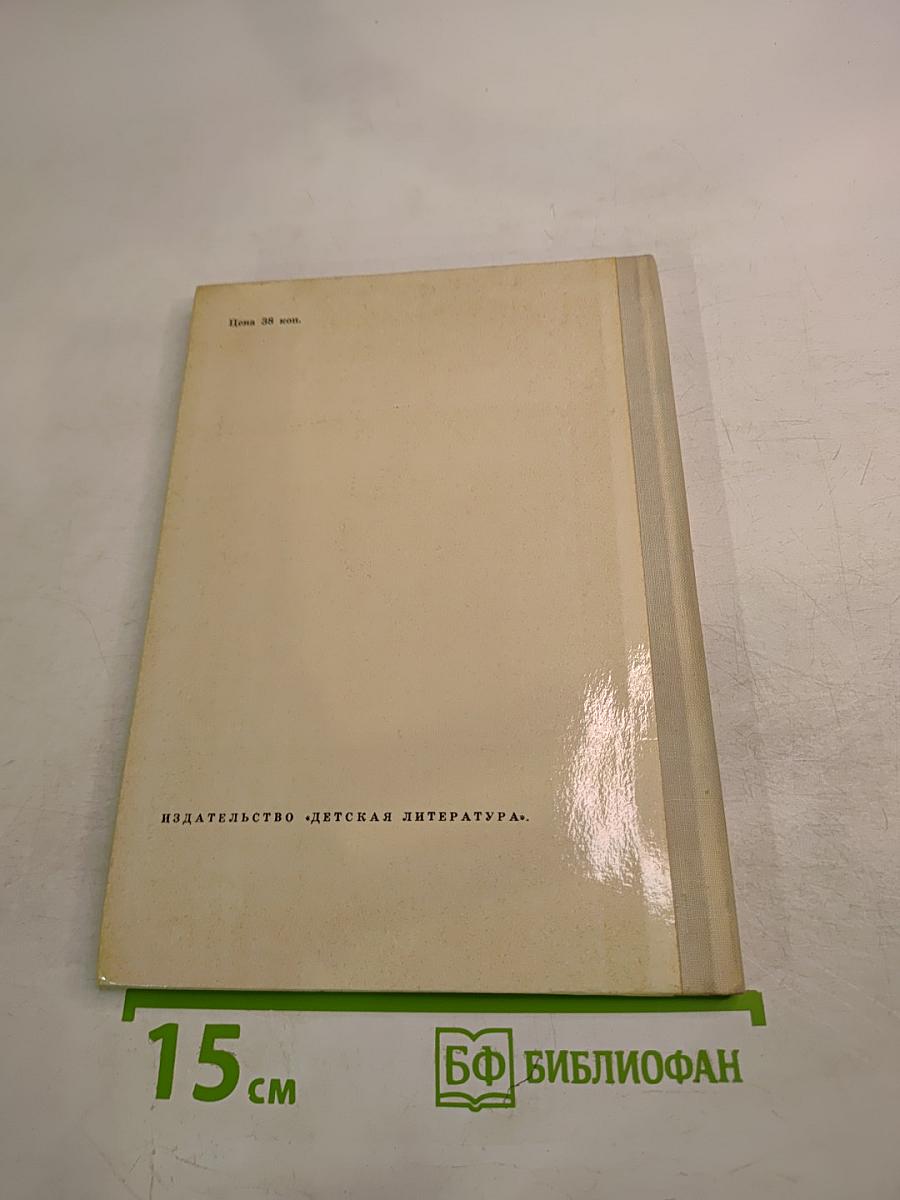 Цена 38 коп.
ИЗДАТЕЛЬСТВО «ДЕТСКАЯ ЛИТЕРАТУРА».
15 см
БФ БИБЛИОФАН